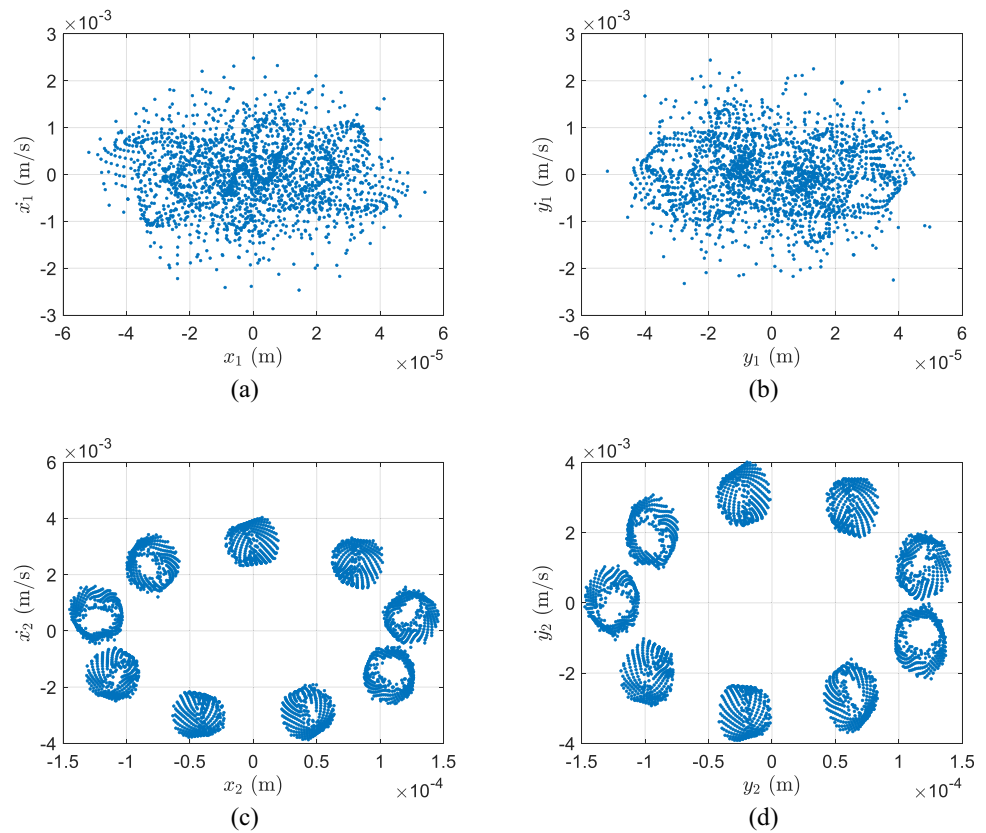 ×10⁻³ ×10⁻³
3 3
2 2
1 1
0 0
-1 -1
-2 -2
-3 -3
ẋ₁ (m/s) ẏ₁ (m/s)
-6 -4 -2 0 2 4 6 -6 -4 -2 0 2 4 6
x₁ (m) ×10⁻⁵ y₁ (m) ×10⁻⁵
(a) (b)
×10⁻³ ×10⁻³
6 4
4 2
2 0
0 -2
-2 -4
-4
ẋ₂ (m/s) ẏ₂ (m/s)
-1.5 -1 -0.5 0 0.5 1 1.5 -1.5 -1 -0.5 0 0.5 1 1.5
x₂ (m) ×10⁻⁴ y₂ (m) ×10⁻⁴
(c) (d)